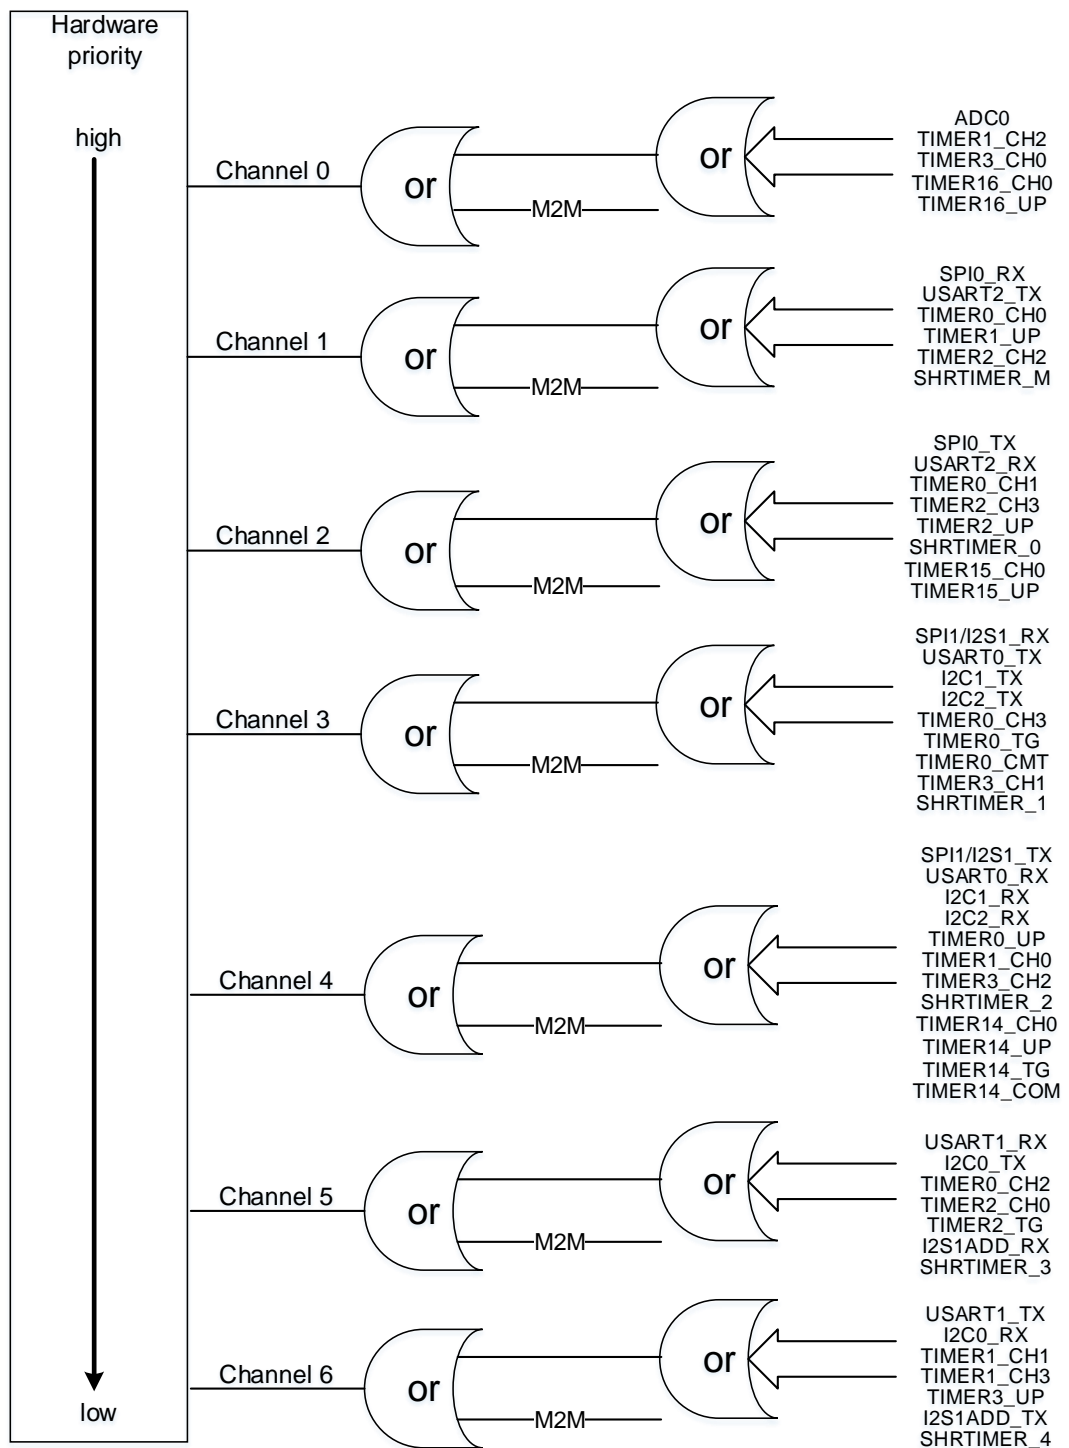 Hardware
priority
high
Channel 0
or
M2M
or
ADC0
TIMER1_CH2
TIMER3_CH0
TIMER16_CH0
TIMER16_UP
Channel 1
or
M2M
or
SPI0_RX
USART2_TX
TIMER0_CH0
TIMER1_UP
TIMER2_CH2
SHRTIMER_M
Channel 2
or
M2M
or
SPI0_TX
USART2_RX
TIMER0_CH1
TIMER2_CH3
TIMER2_UP
SHRTIMER_0
TIMER15_CH0
TIMER15_UP
Channel 3
or
M2M
or
SPI1/I2S1_RX
USART0_TX
I2C1_TX
I2C2_TX
TIMER0_CH3
TIMER0_TG
TIMER0_CMT
TIMER3_CH1
SHRTIMER_1
Channel 4
or
M2M
or
SPI1/I2S1_TX
USART0_RX
I2C1_RX
I2C2_RX
TIMER0_UP
TIMER1_CH0
TIMER3_CH2
SHRTIMER_2
TIMER14_CH0
TIMER14_UP
TIMER14_TG
TIMER14_COM
Channel 5
or
M2M
or
USART1_RX
I2C0_TX
TIMER0_CH2
TIMER2_CH0
TIMER2_TG
I2S1ADD_RX
SHRTIMER_3
Channel 6
or
M2M
or
USART1_TX
I2C0_RX
TIMER1_CH1
TIMER1_CH3
TIMER3_UP
I2S1ADD_TX
SHRTIMER_4
low